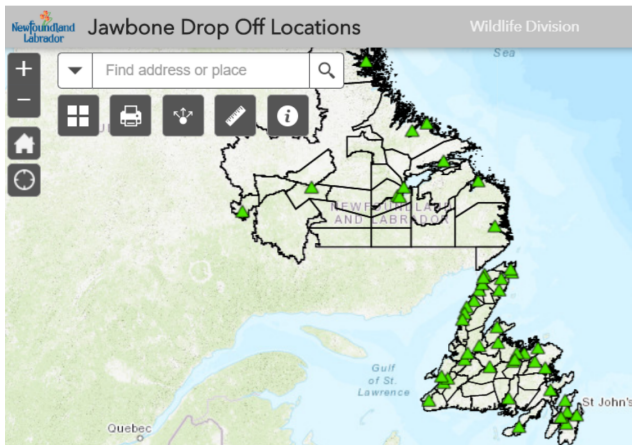 Newfoundland
Labrador
Jawbone Drop Off Locations
Wildlife Division
Sea
Find address or place
NEWFOUNDLAND
AND LABRADOR
Gulf
of St.
Lawrence
St John's
Quebec